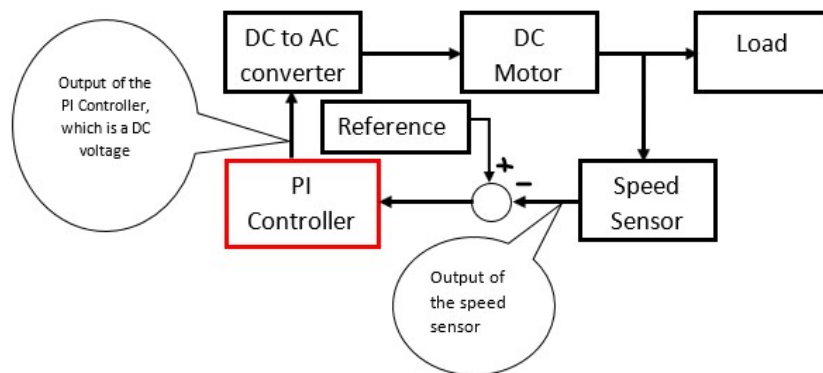 DC to AC
converter
DC
Motor
Load
Output of the
PI Controller,
which is a DC
voltage
Reference
+
−
PI
Controller
Speed
Sensor
Output of
the speed
sensor